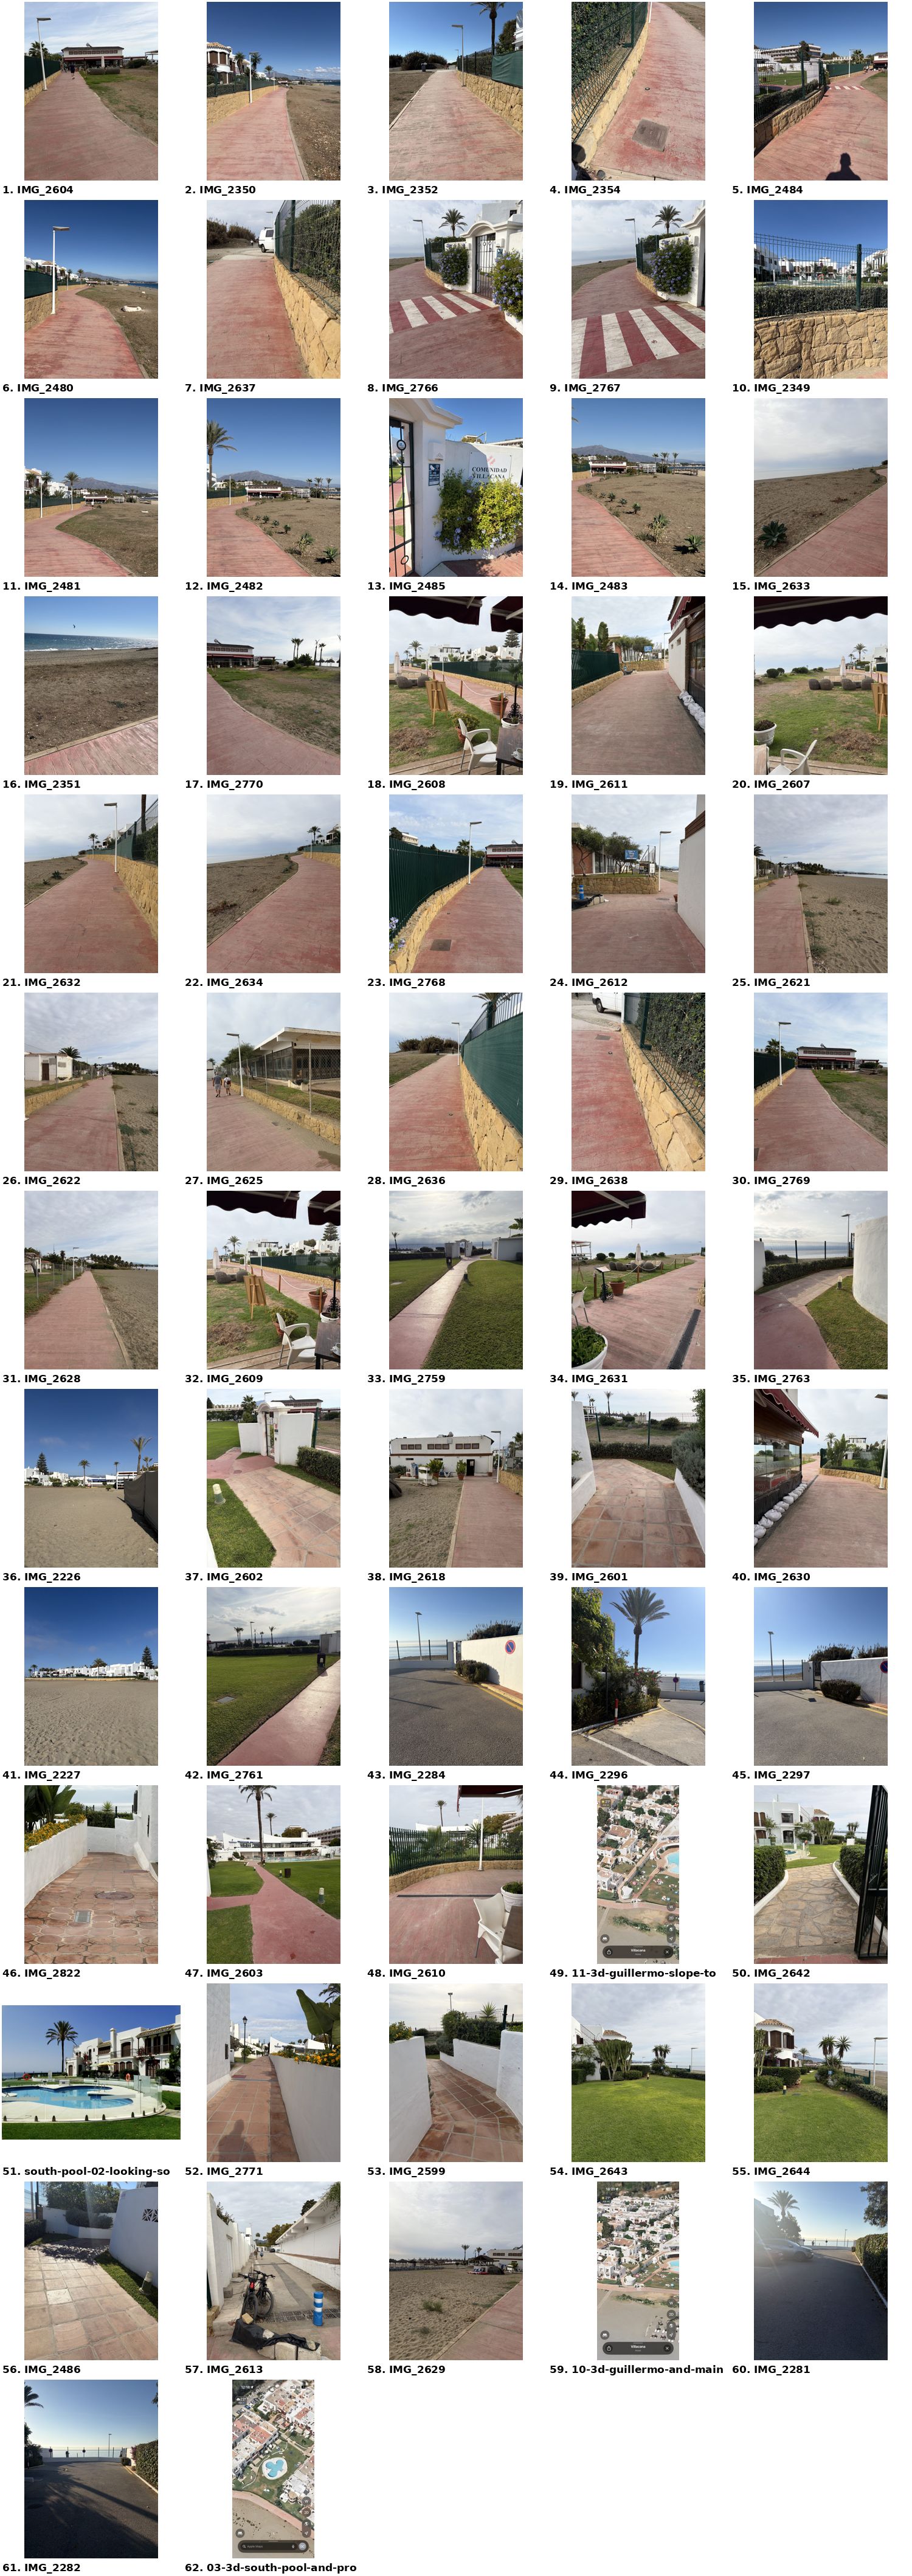 1. IMG_2604
2. IMG_2350
3. IMG_2352
4. IMG_2354
5. IMG_2484
6. IMG_2480
7. IMG_2637
8. IMG_2766
9. IMG_2767
10. IMG_2349
11. IMG_2481
12. IMG_2482
COMUNIDAD
VILLACANA
13. IMG_2485
14. IMG_2483
15. IMG_2633
16. IMG_2351
17. IMG_2770
18. IMG_2608
19. IMG_2611
20. IMG_2607
21. IMG_2632
22. IMG_2634
23. IMG_2768
24. IMG_2612
25. IMG_2621
26. IMG_2622
27. IMG_2625
28. IMG_2636
29. IMG_2638
30. IMG_2769
31. IMG_2628
32. IMG_2609
33. IMG_2759
34. IMG_2631
35. IMG_2763
36. IMG_2226
37. IMG_2602
38. IMG_2618
39. IMG_2601
40. IMG_2630
41. IMG_2227
42. IMG_2761
43. IMG_2284
44. IMG_2296
45. IMG_2297
46. IMG_2822
47. IMG_2603
48. IMG_2610
Villacana
49. 11-3d-guillermo-slope-to
50. IMG_2642
51. south-pool-02-looking-so
52. IMG_2771
53. IMG_2599
54. IMG_2643
55. IMG_2644
56. IMG_2486
57. IMG_2613
58. IMG_2629
Villacana
59. 10-3d-guillermo-and-main
60. IMG_2281
61. IMG_2282
62. 03-3d-south-pool-and-pro